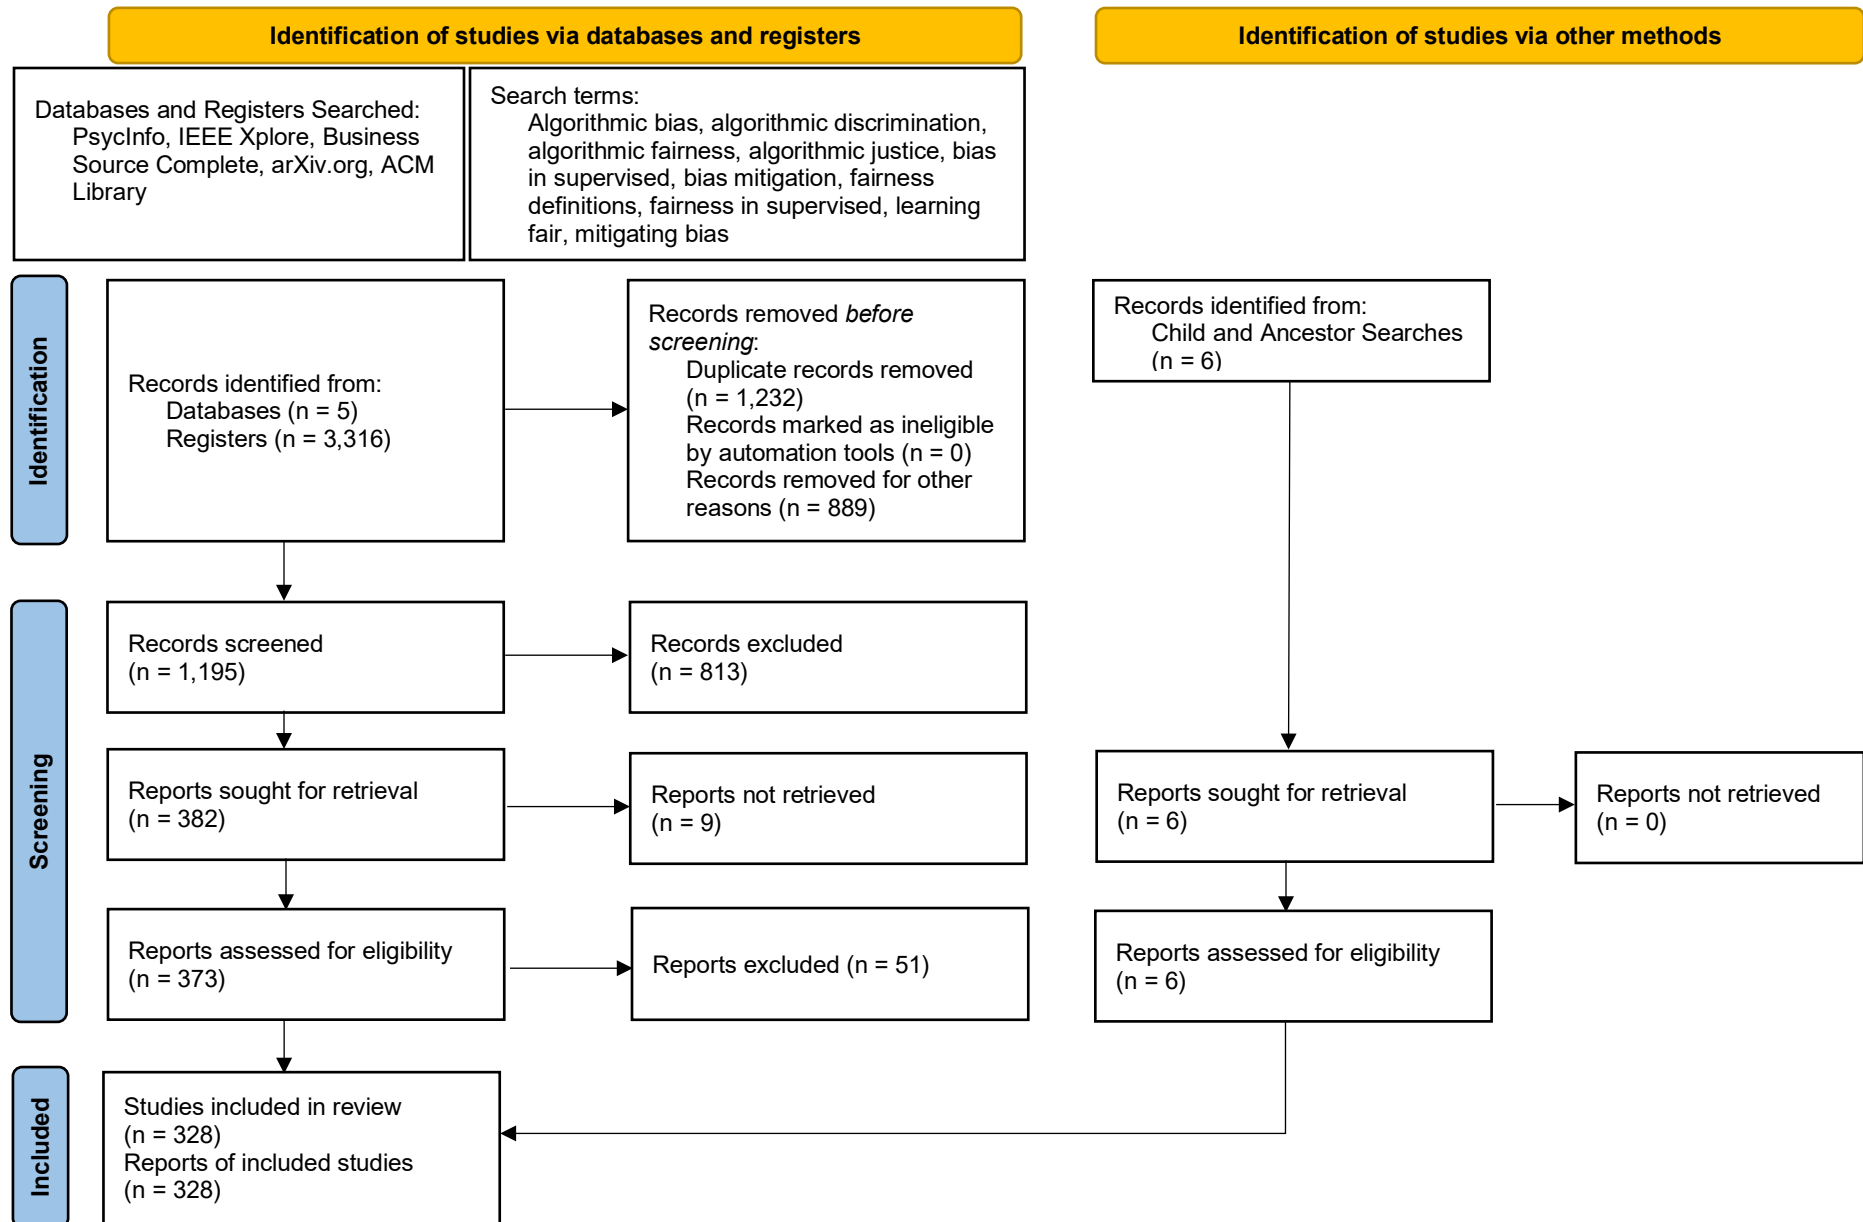 Identification of studies via databases and registers
Identification of studies via other methods
Databases and Registers Searched:
PsycInfo, IEEE Xplore, Business
Source Complete, arXiv.org, ACM
Library
Search terms:
Algorithmic bias, algorithmic discrimination,
algorithmic fairness, algorithmic justice, bias
in supervised, bias mitigation, fairness
definitions, fairness in supervised, learning
fair, mitigating bias
Identification
Records identified from:
Databases (n = 5)
Registers (n = 3,316)
Records removed before
screening:
Duplicate records removed
(n = 1,232)
Records marked as ineligible
by automation tools (n = 0)
Records removed for other
reasons (n = 889)
Records identified from:
Child and Ancestor Searches
(n = 6)
Screening
Records screened
(n = 1,195)
Records excluded
(n = 813)
Reports sought for retrieval
(n = 382)
Reports not retrieved
(n = 9)
Reports sought for retrieval
(n = 6)
Reports not retrieved
(n = 0)
Reports assessed for eligibility
(n = 373)
Reports excluded (n = 51)
Reports assessed for eligibility
(n = 6)
Included
Studies included in review
(n = 328)
Reports of included studies
(n = 328)